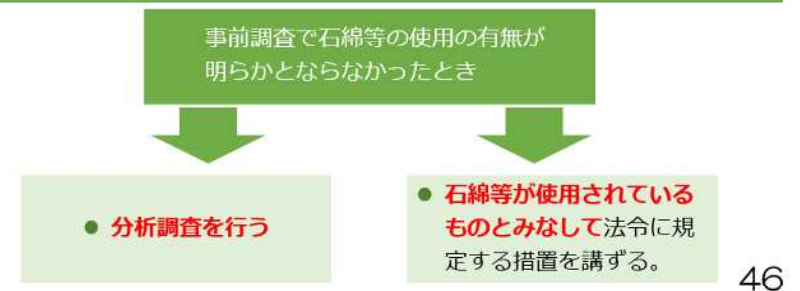 事前調査で石綿等の使用の有無が
明らかとならなかったとき
● 分析調査を行う
● 石綿等が使用されている
ものとみなして法令に規
定する措置を講ずる。
46